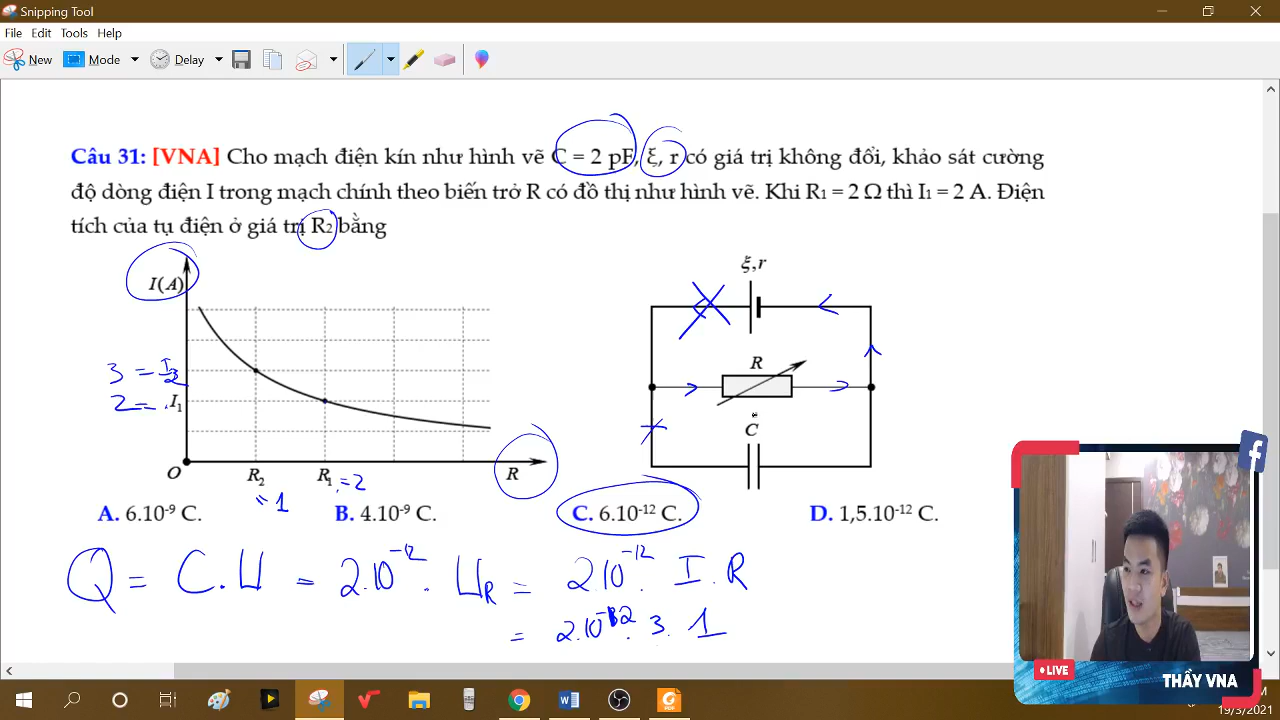 Snipping Tool
File Edit Tools Help
New Mode Delay
Câu 31: [VNA] Cho mạch điện kín như hình vẽ C = 2 pF, ξ, r có giá trị không đổi, khảo sát cường
độ dòng điện I trong mạch chính theo biến trở R có đồ thị như hình vẽ. Khi R₁ = 2 Ω thì I₁ = 2 A. Điện
tích của tụ điện ở giá trị R₂ bằng
I(A)
3 = I₂
2 = I₁
O R₂ R₁ R
= 1 = 2
ξ,r
R
C
A. 6.10⁻⁹ C. B. 4.10⁻⁹ C. C. 6.10⁻¹² C. D. 1,5.10⁻¹² C.
Q = C.U = 2.10⁻¹². U_R = 2.10⁻¹². I.R
= 2.10⁻¹². 3. 1
LIVE
THẦY VNA
19/3/2021